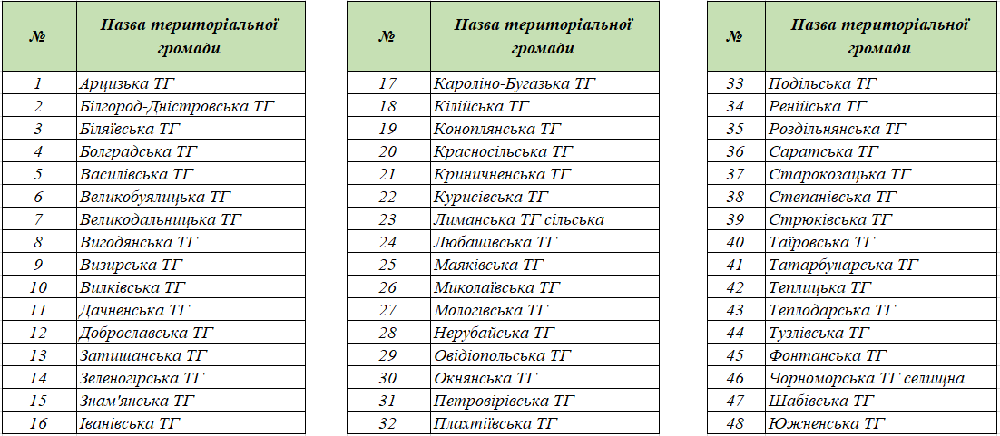 № Назва територіальної громади
1 Арцизька ТГ
2 Білгород-Дністровська ТГ
3 Біляївська ТГ
4 Болградська ТГ
5 Василівська ТГ
6 Великобуялицька ТГ
7 Великодальницька ТГ
8 Вигодянська ТГ
9 Визирська ТГ
10 Вилківська ТГ
11 Дачненська ТГ
12 Доброславська ТГ
13 Затишанська ТГ
14 Зеленогірська ТГ
15 Знам'янська ТГ
16 Іванівська ТГ
№ Назва територіальної громади
17 Кароліно-Бугазька ТГ
18 Кілійська ТГ
19 Коноплянська ТГ
20 Красносільська ТГ
21 Криничненська ТГ
22 Курисівська ТГ
23 Лиманська ТГ сільська
24 Любашівська ТГ
25 Маяківська ТГ
26 Миколаївська ТГ
27 Мологівська ТГ
28 Нерубайська ТГ
29 Овідіопольська ТГ
30 Окнянська ТГ
31 Петровірівська ТГ
32 Плахтіївська ТГ
№ Назва територіальної громади
33 Подільська ТГ
34 Ренійська ТГ
35 Роздільнянська ТГ
36 Саратська ТГ
37 Старокозацька ТГ
38 Степанівська ТГ
39 Стрюківська ТГ
40 Таїровська ТГ
41 Татарбунарська ТГ
42 Теплицька ТГ
43 Теплодарська ТГ
44 Тузлівська ТГ
45 Фонтанська ТГ
46 Чорноморська ТГ селищна
47 Шабівська ТГ
48 Южненська ТГ